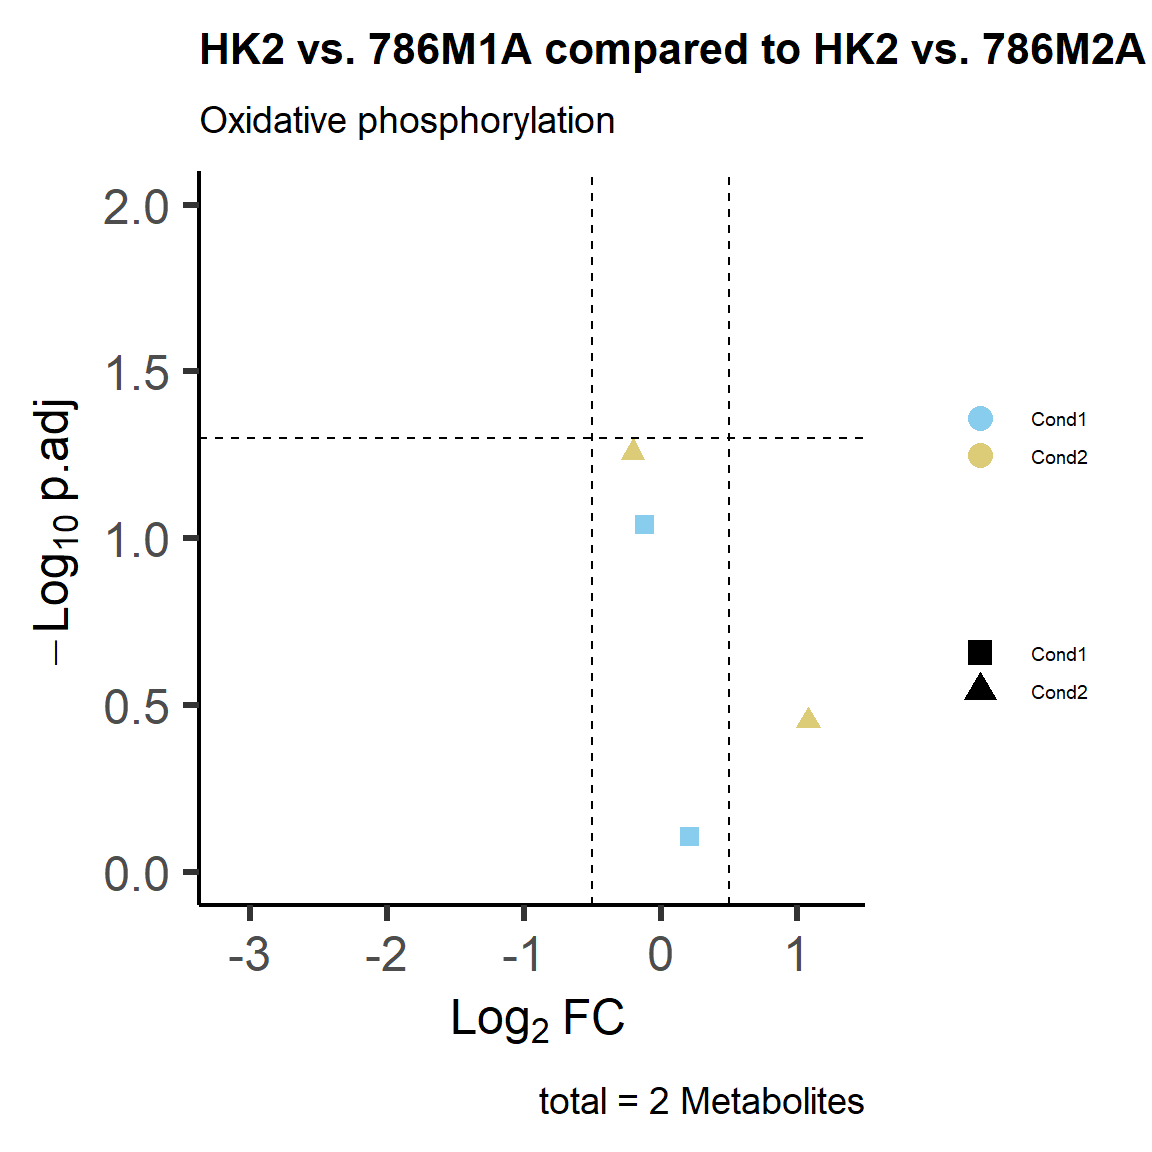 HK2 vs. 786M1A compared to HK2 vs. 786M2A
Oxidative phosphorylation
−Log10 p.adj
2.0
1.5
1.0
0.5
0.0
-3 -2 -1 0 1
Log2 FC
Cond1
Cond2
Cond1
Cond2
total = 2 Metabolites